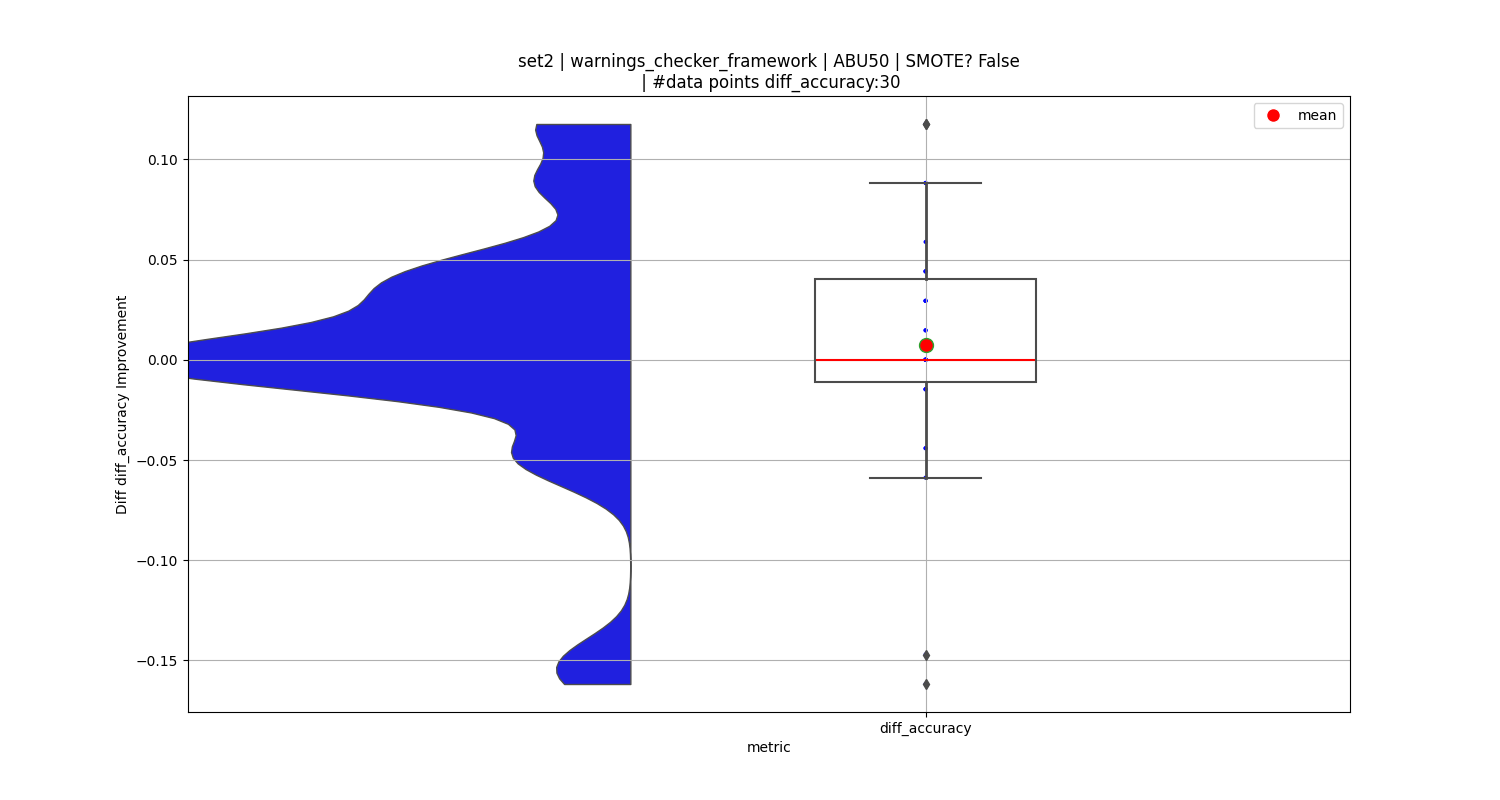 set2 | warnings_checker_framework | ABU50 | SMOTE? False
| #data points diff_accuracy:30
mean
0.10
0.05
0.00
−0.05
−0.10
−0.15
Diff diff_accuracy Improvement
diff_accuracy
metric